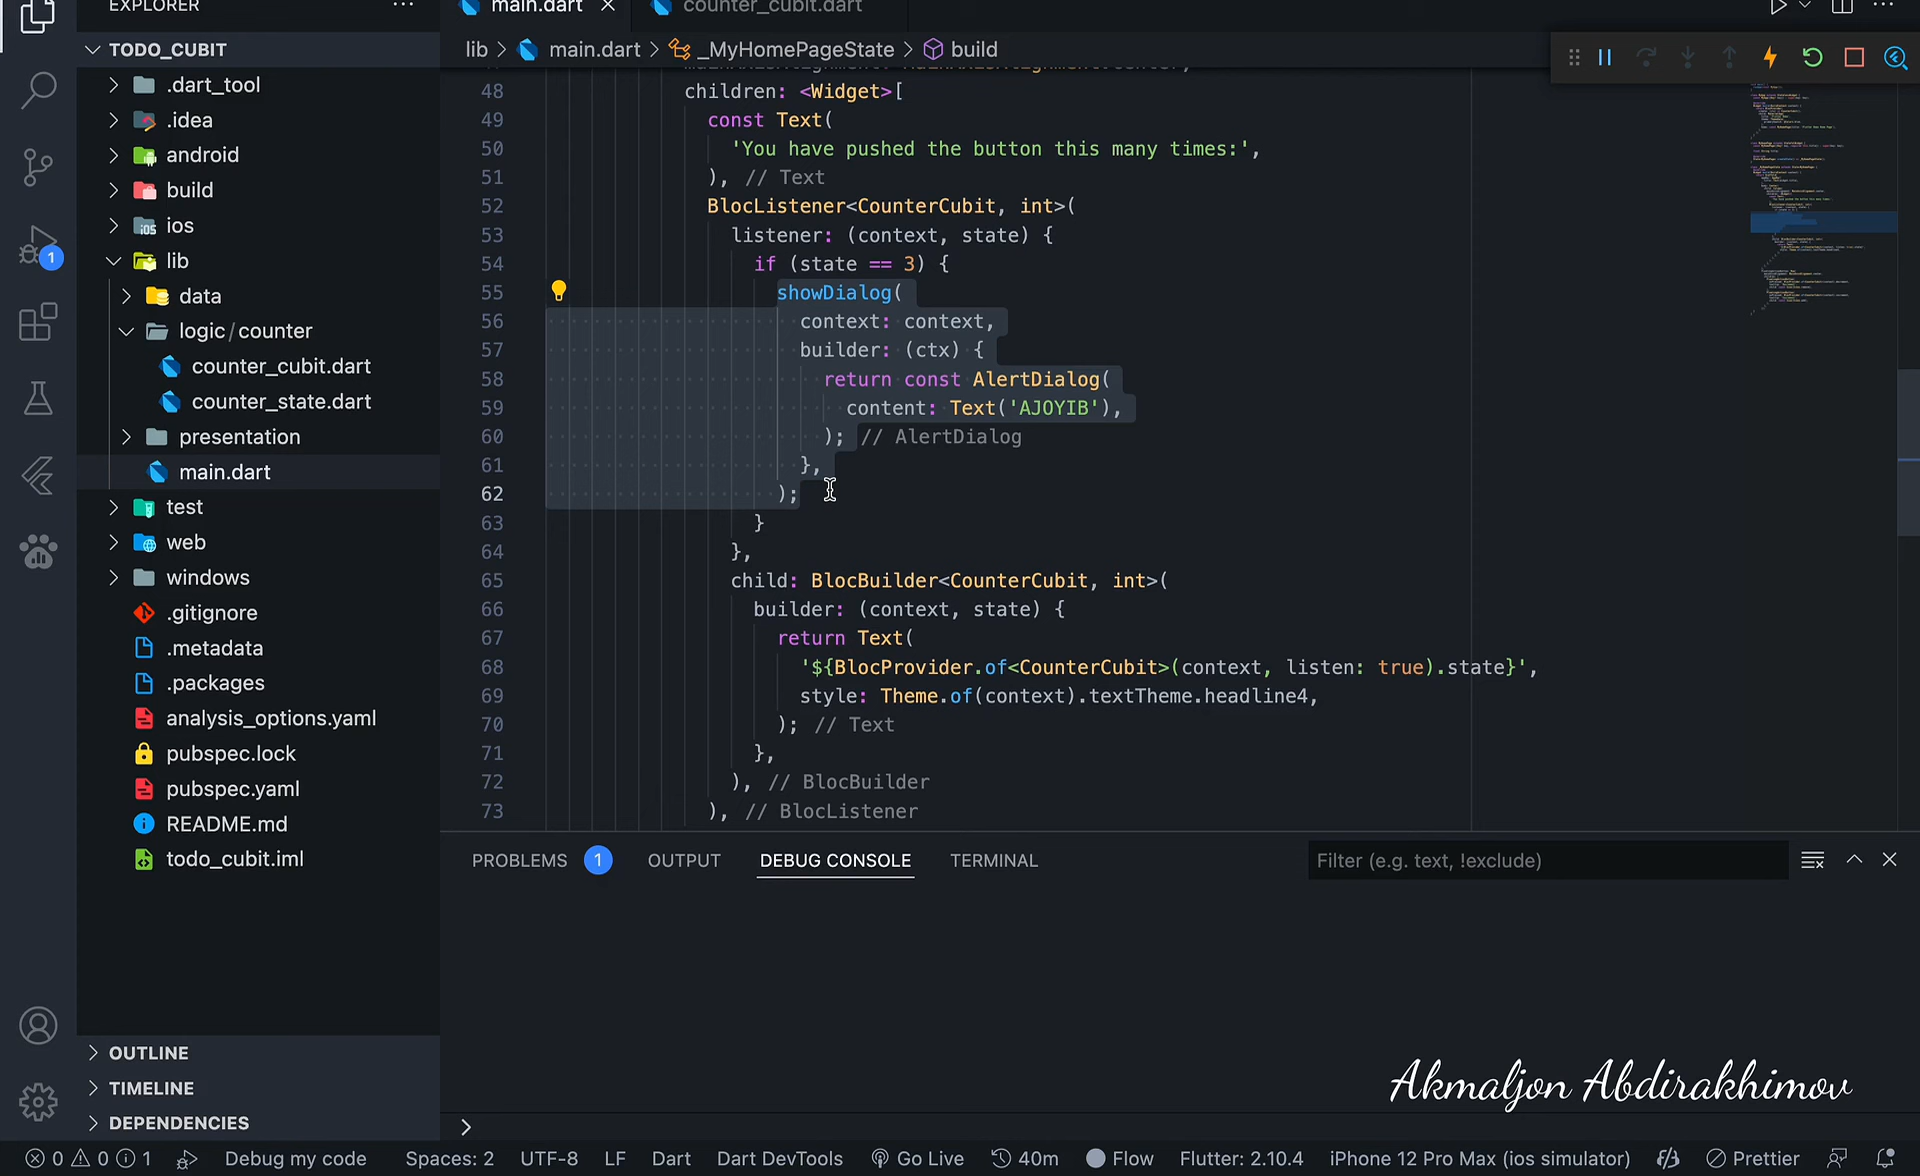 EXPLORER
TODO_CUBIT
.dart_tool
.idea
android
build
ios
lib
data
logic/counter
counter_cubit.dart
counter_state.dart
presentation
main.dart
test
web
windows
.gitignore
.metadata
.packages
analysis_options.yaml
pubspec.lock
pubspec.yaml
README.md
todo_cubit.iml
OUTLINE
TIMELINE
DEPENDENCIES
main.dart
counter_cubit.dart
lib > main.dart > _MyHomePageState > build
48 children: <Widget>[
49 const Text(
50 'You have pushed the button this many times:',
51 ), // Text
52 BlocListener<CounterCubit, int>(
53 listener: (context, state) {
54 if (state == 3) {
55 showDialog(
56 context: context,
57 builder: (ctx) {
58 return const AlertDialog(
59 content: Text('AJOYIB'),
60 ); // AlertDialog
61 },
62 );
63 }
64 },
65 child: BlocBuilder<CounterCubit, int>(
66 builder: (context, state) {
67 return Text(
68 '${BlocProvider.of<CounterCubit>(context, listen: true).state}',
69 style: Theme.of(context).textTheme.headline4,
70 ); // Text
71 },
72 ), // BlocBuilder
73 ), // BlocListener
PROBLEMS 1 OUTPUT DEBUG CONSOLE TERMINAL
Filter (e.g. text, !exclude)
Akmaljon Abdirakhimov
1
0 0 1 Debug my code Spaces: 2 UTF-8 LF Dart Dart DevTools Go Live 40m Flow Flutter: 2.10.4 iPhone 12 Pro Max (ios simulator) Prettier